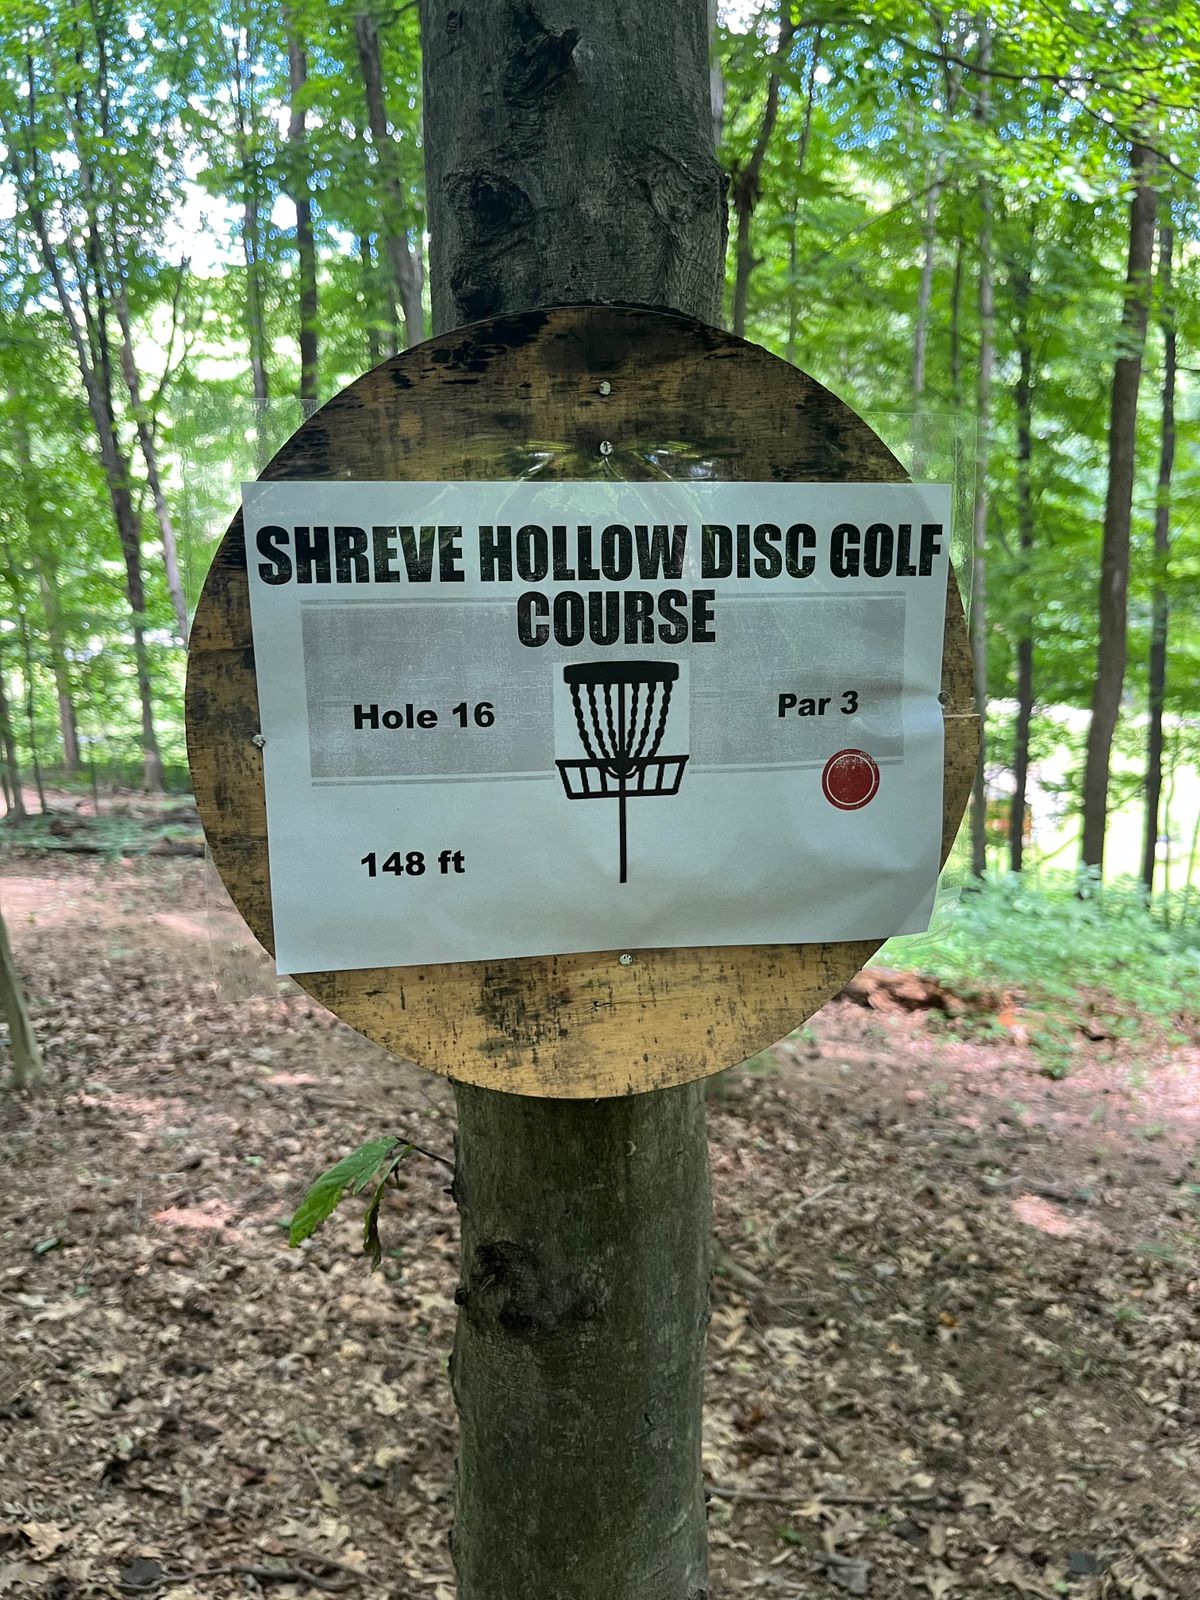 SHREVE HOLLOW DISC GOLF
COURSE
Hole 16
Par 3
148 ft